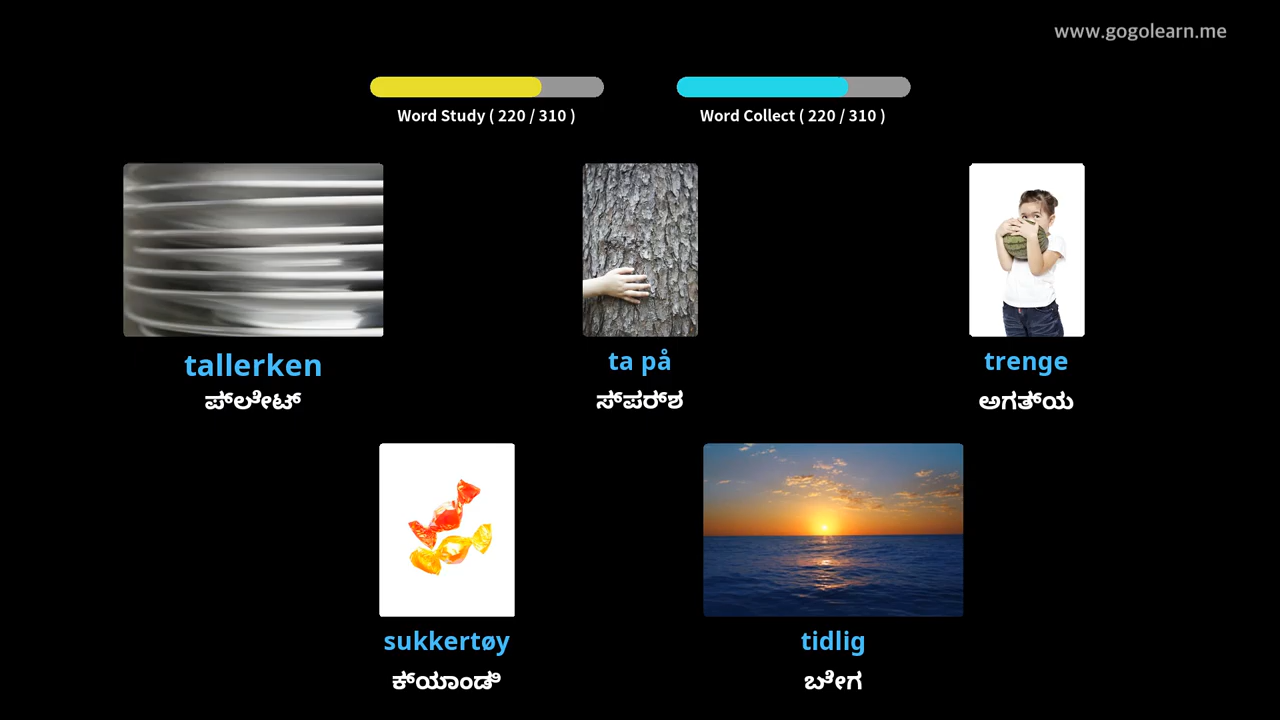 www.gogolearn.me
Word Study ( 220 / 310 )
Word Collect ( 220 / 310 )
tallerken
ಪ್ಲೇಟ್
ta på
ಸ್ಪರ್ಶ
trenge
ಅಗತ್ಯ
sukkertøy
ಕ್ಯಾಂಡಿ
tidlig
ಬೇಗ